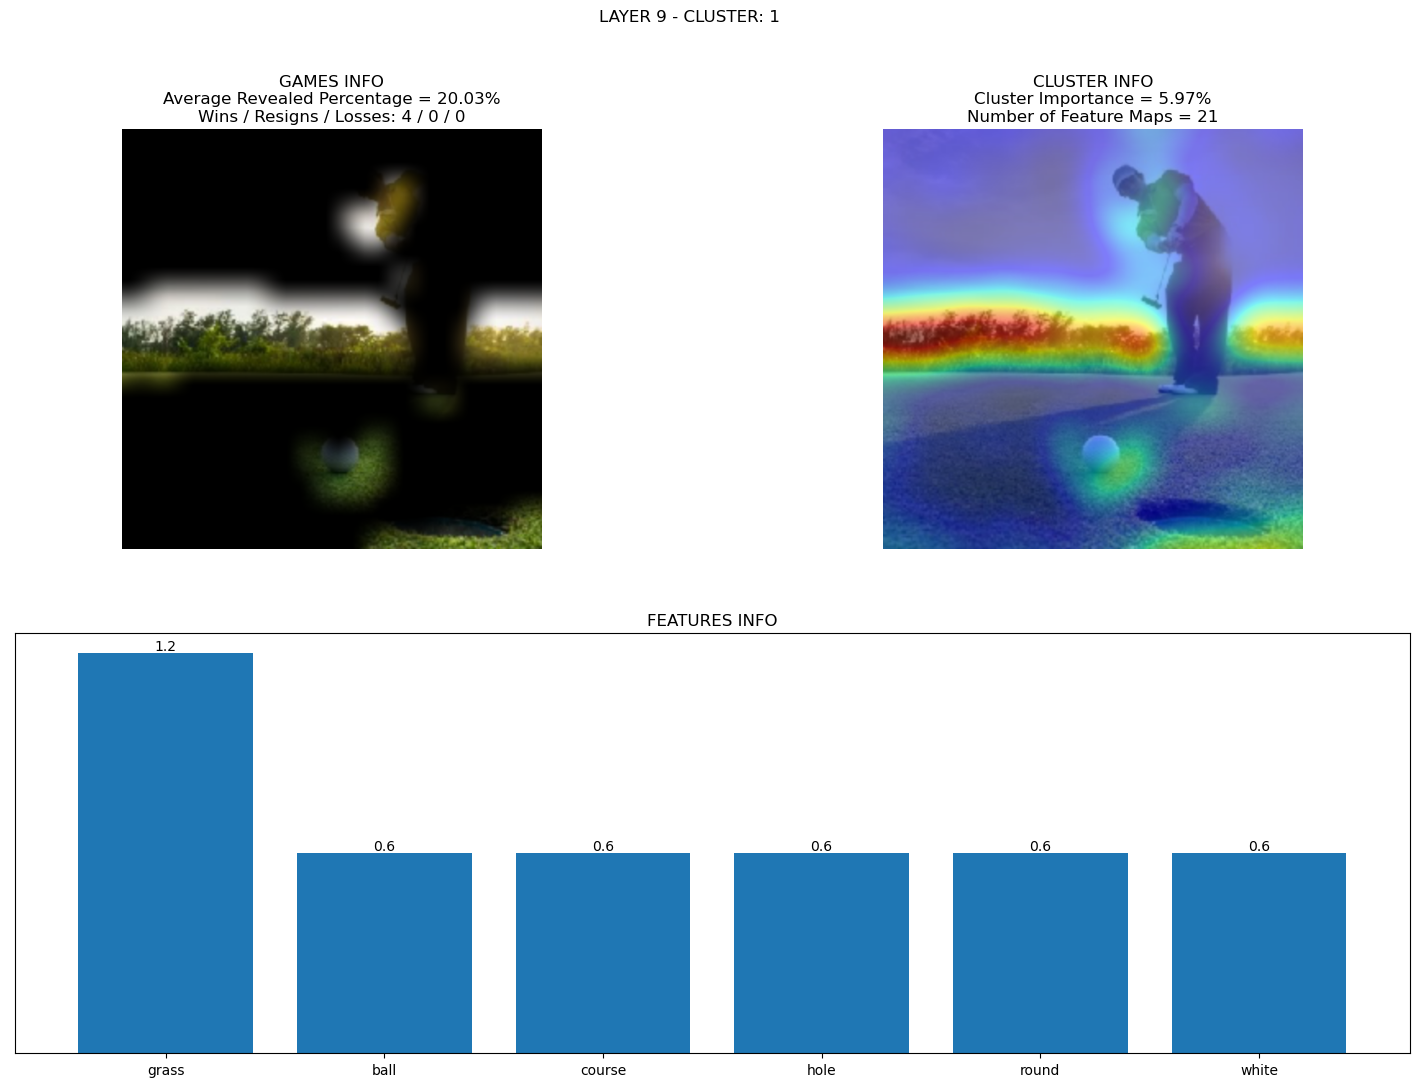 LAYER 9 - CLUSTER: 1
GAMES INFO
Average Revealed Percentage = 20.03%
Wins / Resigns / Losses: 4 / 0 / 0
CLUSTER INFO
Cluster Importance = 5.97%
Number of Feature Maps = 21
FEATURES INFO
1.2
0.6
0.6
0.6
0.6
0.6
grass
ball
course
hole
round
white